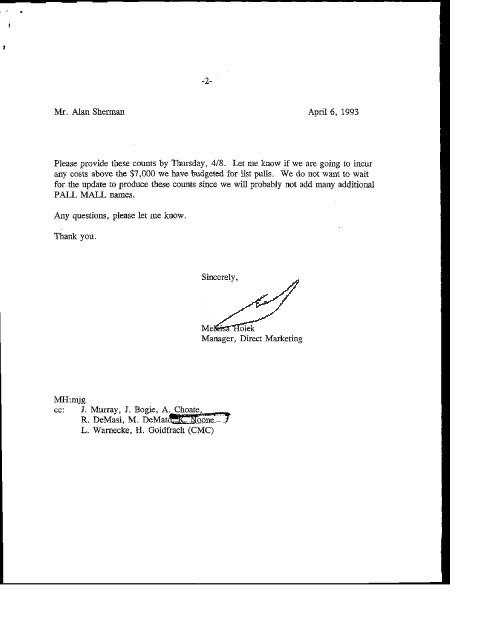 -2-
Mr. Alan Sherman April 6, 1993
Please provide these counts by Thursday, 4/8. Let me know if we are going to incur
any costs above the $7,000 we have budgeted for list pulls. We do not want to wait
for the update to produce these counts since we will probably not add many additional
PALL MALL names.
Any questions, please let me know.
Thank you.
Sincerely,
Manager, Direct Marketing
MH:mjg
cc: J. Murray, J. Bogie, A. Choate,
R. DeMasi, M. DeMato, K. Noone
L. Warnecke, H. Goldfrach (CMC)